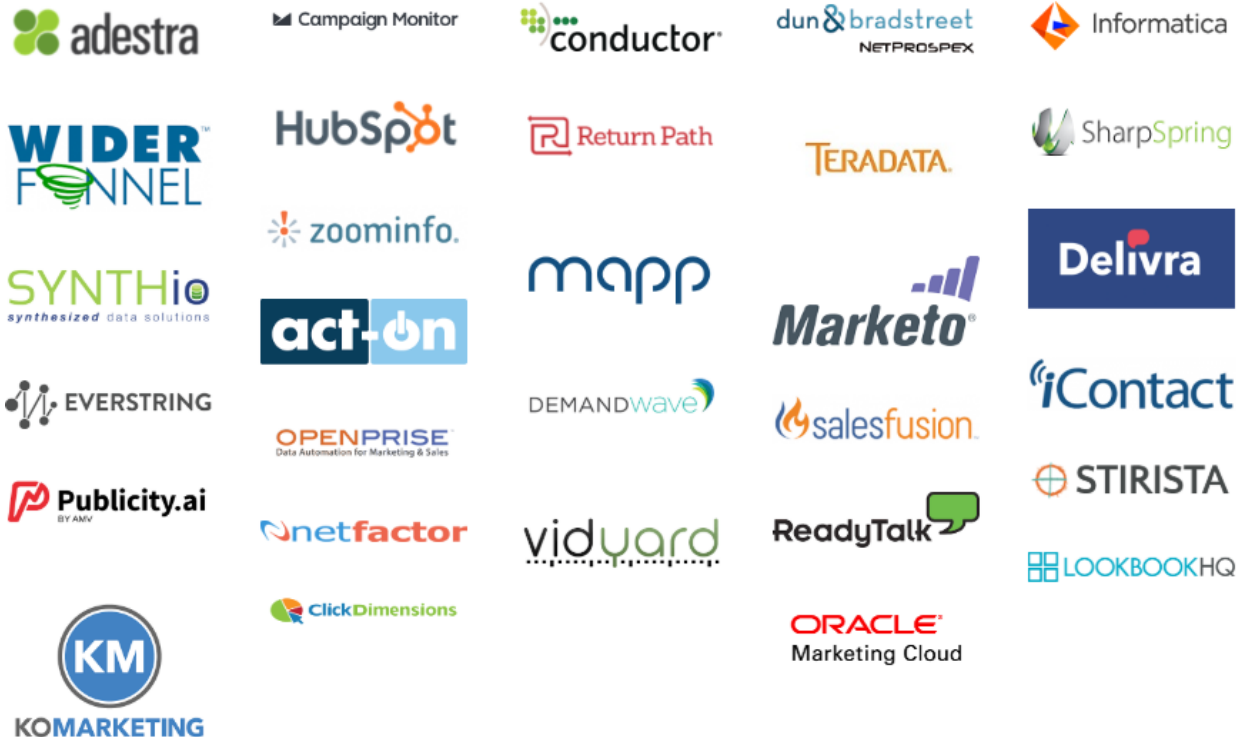 adestra
WIDER™
FUNNEL
SYNTHio
synthesized data solutions
EVERSTRING
Publicity.ai
BY AMV
KM
KOMARKETING
Campaign Monitor
HubSpot
zoominfo.
act-on
OPENPRISE
Data Automation for Marketing & Sales
netfactor
ClickDimensions
conductor
Return Path
mapp
DEMANDwave
vidyard
dun & bradstreet
NETPROSPEX
TERADATA.
Marketo®
salesfusion
ReadyTalk
ORACLE®
Marketing Cloud
Informatica
SharpSpring
Delivra
iContact
STIRISTA
LOOKBOOKHQ